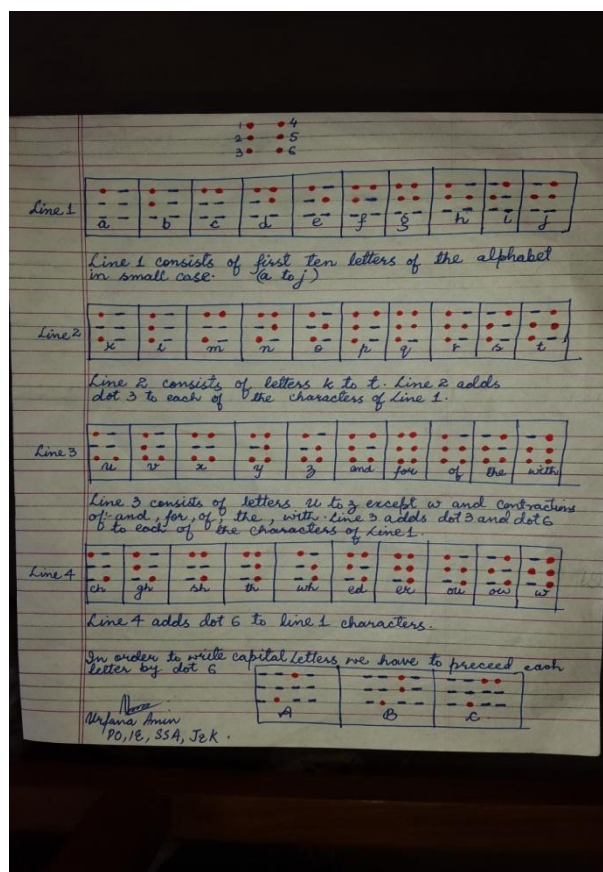 1 4
2 5
3 6
Line 1
a b c d e f g h i j
Line 1 consists of first ten letters of the alphabet
in small case. (a to j)
Line 2
k l m n o p q r s t
Line 2 consists of letters k to t. Line 2 adds
dot 3 to each of the characters of Line 1.
Line 3
u v x y z and for of the with
Line 3 consists of letters u to z except w and contractions
of and, for, of, the, with. Line 3 adds dot 3 and dot 6
to each of the characters of Line 1.
Line 4
ch gh sh th wh ed er ou ow w
Line 4 adds dot 6 to line 1 characters.
In order to write capital letters we have to preceed each
letter by dot 6
A B C
Urfana Amin
PO, IE, SSA, J&K.